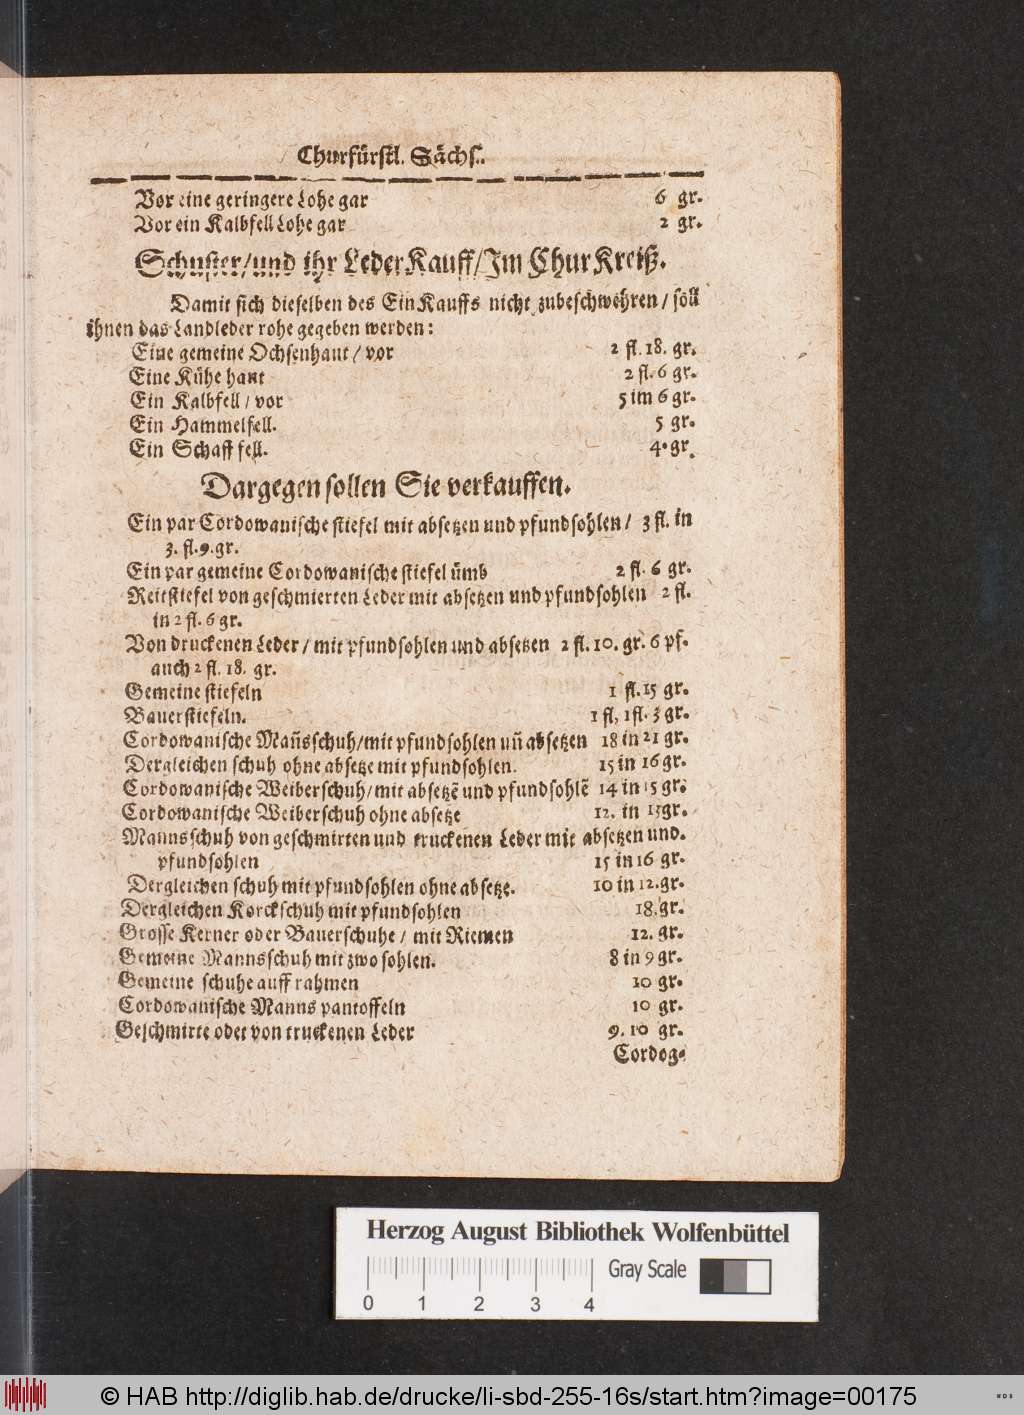 Churfürstl. Sächs..
Vor eine geringere Lohe gar 6 gr.
Vor ein Kalbfell Lohe gar 2 gr.
Schuster/und ihr LederKauff/Jm ChurKreiß.
Damit sich dieselben des EinKauffs nicht zubeschwehren / söll
ihnen das Landleder rohe gegeben werden:
Eine gemeine Ochsenhaut / vor 2 fl. 18. gr.
Eine Kühe haut 2 fl. 6 gr.
Ein Kalbfell / vor 5 im 6 gr.
Ein Hammelfell. 5 gr.
Ein Schaff fell. 4. gr.
Dargegen sollen Sie verkauffen.
Ein par Cordowanische stiefel mit absetzen und pfundsohlen / 3 fl. in
3. fl. 9. gr.
Ein par gemeine Cordowanische stiefel ümb 2 fl. 6 gr.
Reitstiefel von geschmierten Leder mit absetzen und pfundsohlen 2 fl.
in 2 fl. 6 gr.
Von druckenen Leder / mit pfundsohlen und absetzen 2 fl. 10. gr. 6 pf.
auch 2 fl. 18. gr.
Gemeine stiefeln 1 fl. 15 gr.
Bauerstiefeln. 1 fl, 1fl. 3 gr.
Cordowanische Mañsschuh/mit pfundsohlen uñ absetzen 18 in 21 gr.
Dergleichen schuh ohne absetze mit pfundsohlen. 15 in 16 gr.
Cordowanische Weiberschuh/mit absetzẽ und pfundsohlẽ 14 in 15 gr.
Cordowanische Weiberschuh ohne absetze 12. in 13gr.
Mannsschuh von geschmirten und truckenen Leder mit absetzen und.
pfundsohlen 15 in 16 gr.
Dergleichen schuh mit pfundsohlen ohne absetze. 10 in 12. gr.
Dergleichen Korckschuh mit pfundsohlen 18. gr.
Grosse Kerner oder Bauerschuhe / mit Riemen 12. gr.
Gemeine Mannsschuh mit zwo sohlen. 8 in 9 gr.
Gemeine schuhe auff rahmen 10 gr.
Cordowanische Manns pantoffeln 10 gr.
Geschmirte oder von truckenen Leder 9. 10 gr.
Cordog-
Herzog August Bibliothek Wolfenbüttel
Gray Scale
0 1 2 3 4
© HAB http://diglib.hab.de/drucke/li-sbd-255-16s/start.htm?image=00175
WDB